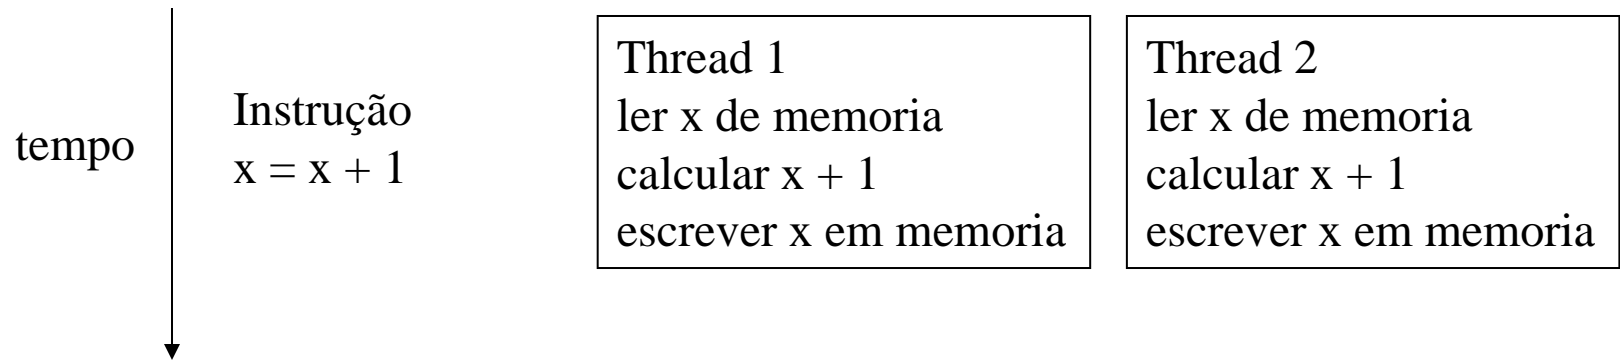 tempo
Instrução
x = x + 1
Thread 1
ler x de memoria
calcular x + 1
escrever x em memoria
Thread 2
ler x de memoria
calcular x + 1
escrever x em memoria